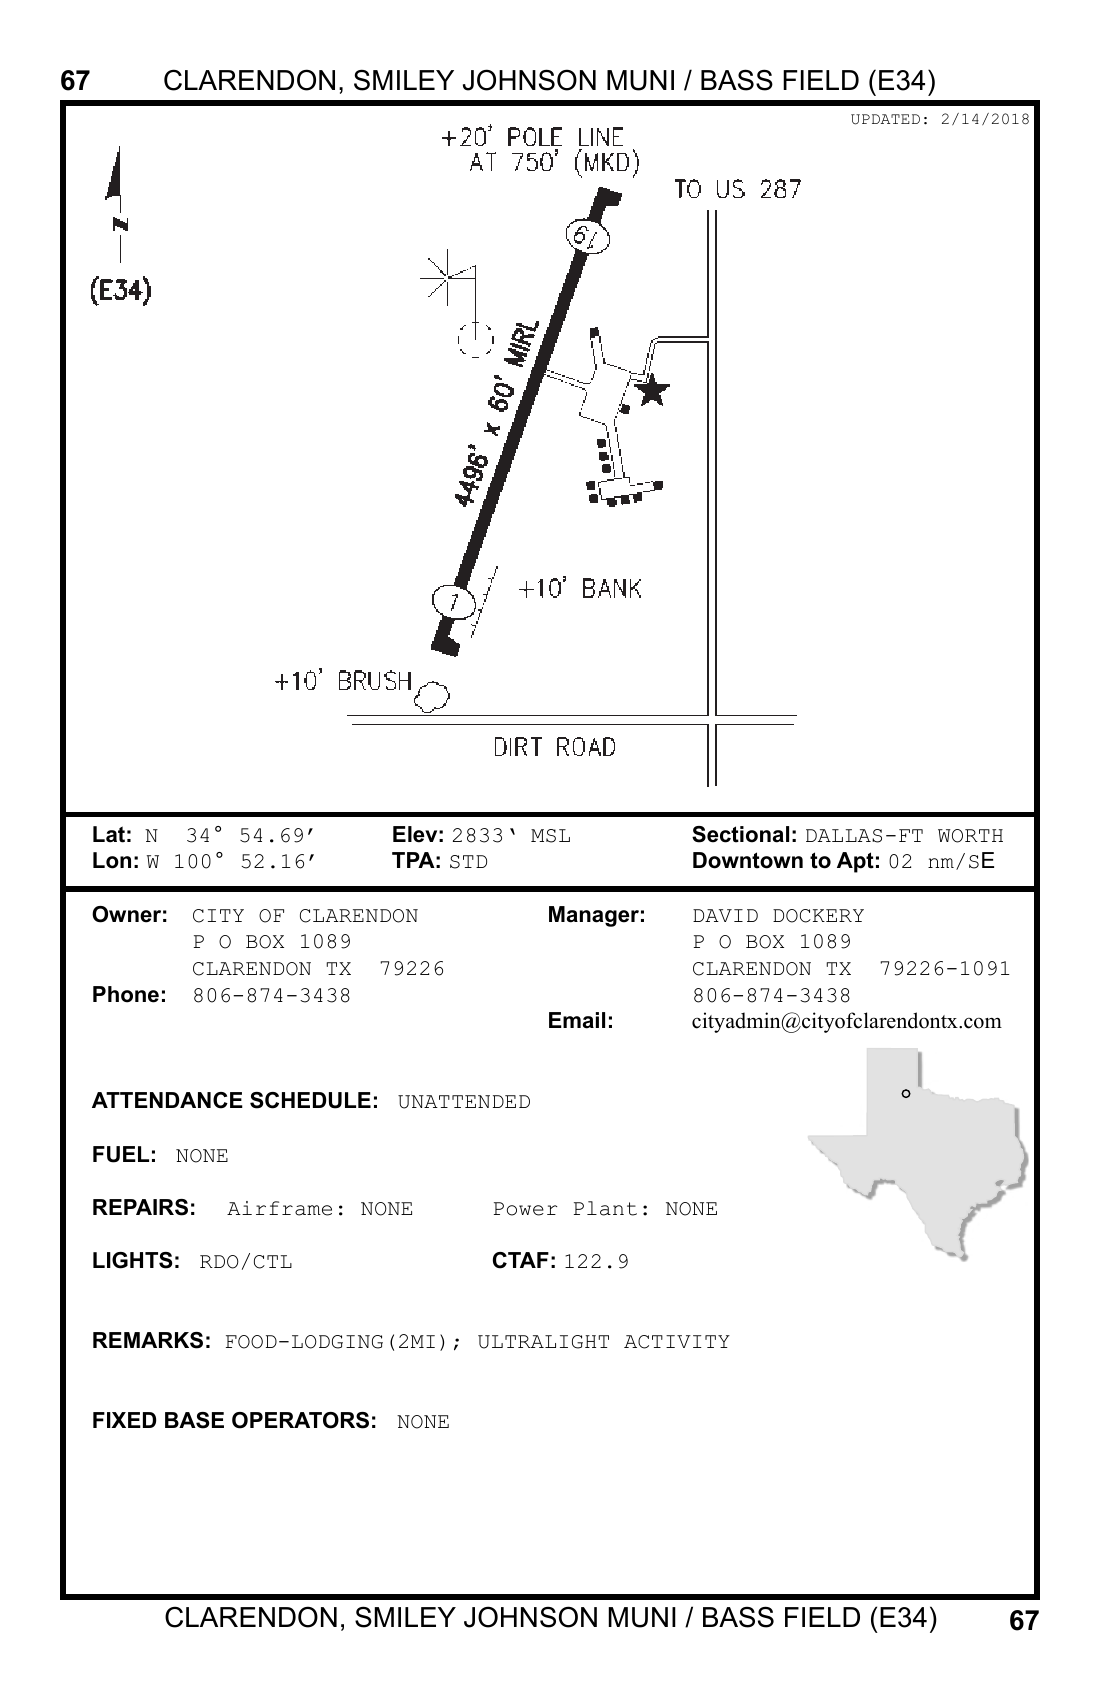 67 CLARENDON, SMILEY JOHNSON MUNI / BASS FIELD (E34)
UPDATED: 2/14/2018
+20' POLE LINE
AT 750' (MKD)
TO US 287
N
(E34)
19
4496' x 60' MIRL
1
+10' BANK
+10' BRUSH
DIRT ROAD
Lat: N 34° 54.69′ Elev: 2833‘ MSL Sectional: DALLAS-FT WORTH
Lon: W 100° 52.16′ TPA: STD Downtown to Apt: 02 nm/SE
Owner: CITY OF CLARENDON Manager: DAVID DOCKERY
P O BOX 1089 P O BOX 1089
CLARENDON TX 79226 CLARENDON TX 79226-1091
Phone: 806-874-3438 806-874-3438
Email: cityadmin@cityofclarendontx.com
ATTENDANCE SCHEDULE: UNATTENDED
FUEL: NONE
REPAIRS: Airframe: NONE Power Plant: NONE
LIGHTS: RDO/CTL CTAF: 122.9
REMARKS: FOOD-LODGING(2MI); ULTRALIGHT ACTIVITY
FIXED BASE OPERATORS: NONE
CLARENDON, SMILEY JOHNSON MUNI / BASS FIELD (E34) 67